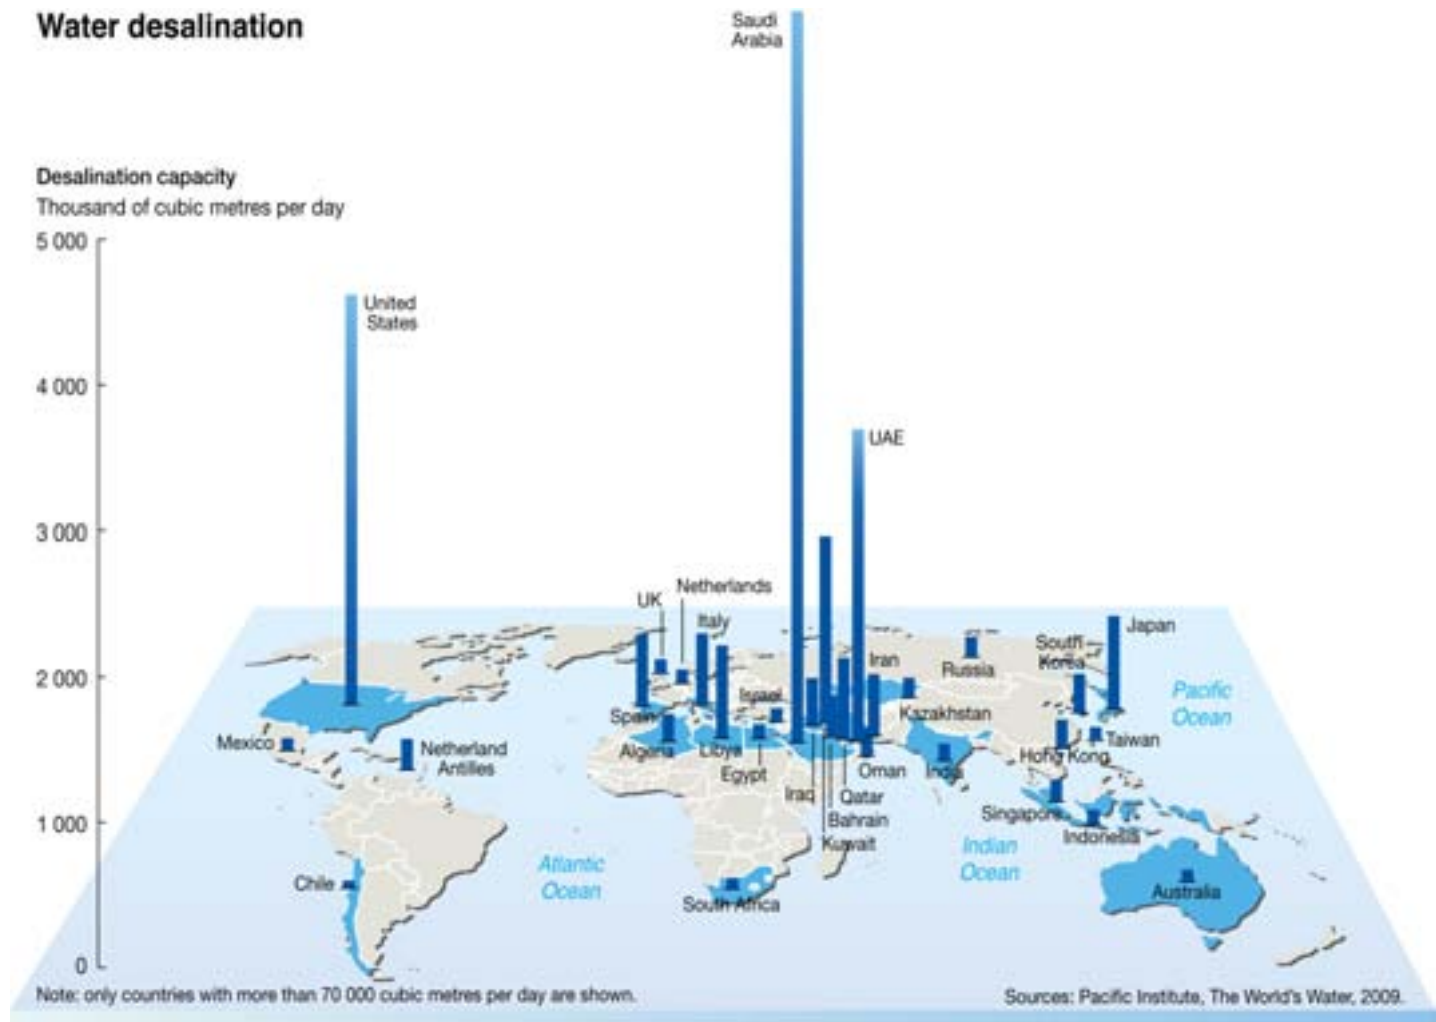 Water desalination
Saudi
Arabia
Desalination capacity
Thousand of cubic metres per day
5 000
4 000
3 000
2 000
1 000
0
United
States
UAE
Netherlands
UK
Italy
Japan
South
Korea
Iran
Russia
Israel
Pacific
Ocean
Spain
Kazakhstan
Mexico
Netherland
Antilles
Algeria
Libya
Taiwan
Hong Kong
Egypt
Oman
India
Iraq
Qatar
Bahrain
Kuwait
Singapore
Indonesia
Indian
Ocean
Atlantic
Ocean
Chile
South Africa
Australia
Note: only countries with more than 70 000 cubic metres per day are shown.
Sources: Pacific Institute, The World's Water, 2009.